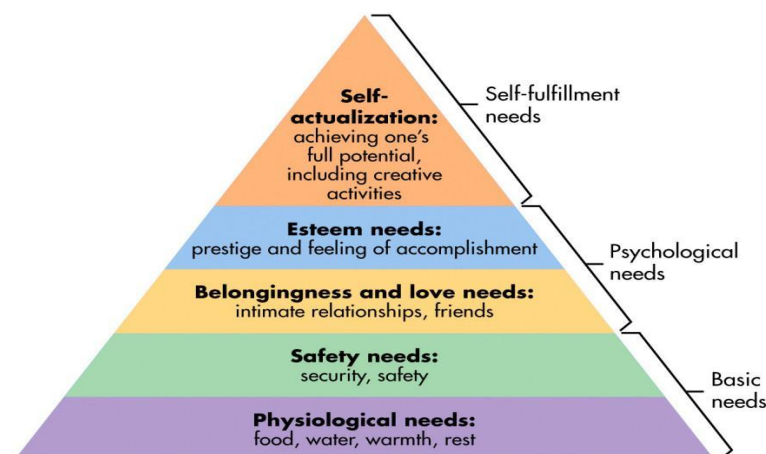 Self-
actualization:
achieving one's
full potential,
including creative
activities
Self-fulfillment
needs
Esteem needs:
prestige and feeling of accomplishment
Psychological
needs
Belongingness and love needs:
intimate relationships, friends
Safety needs:
security, safety
Basic
needs
Physiological needs:
food, water, warmth, rest